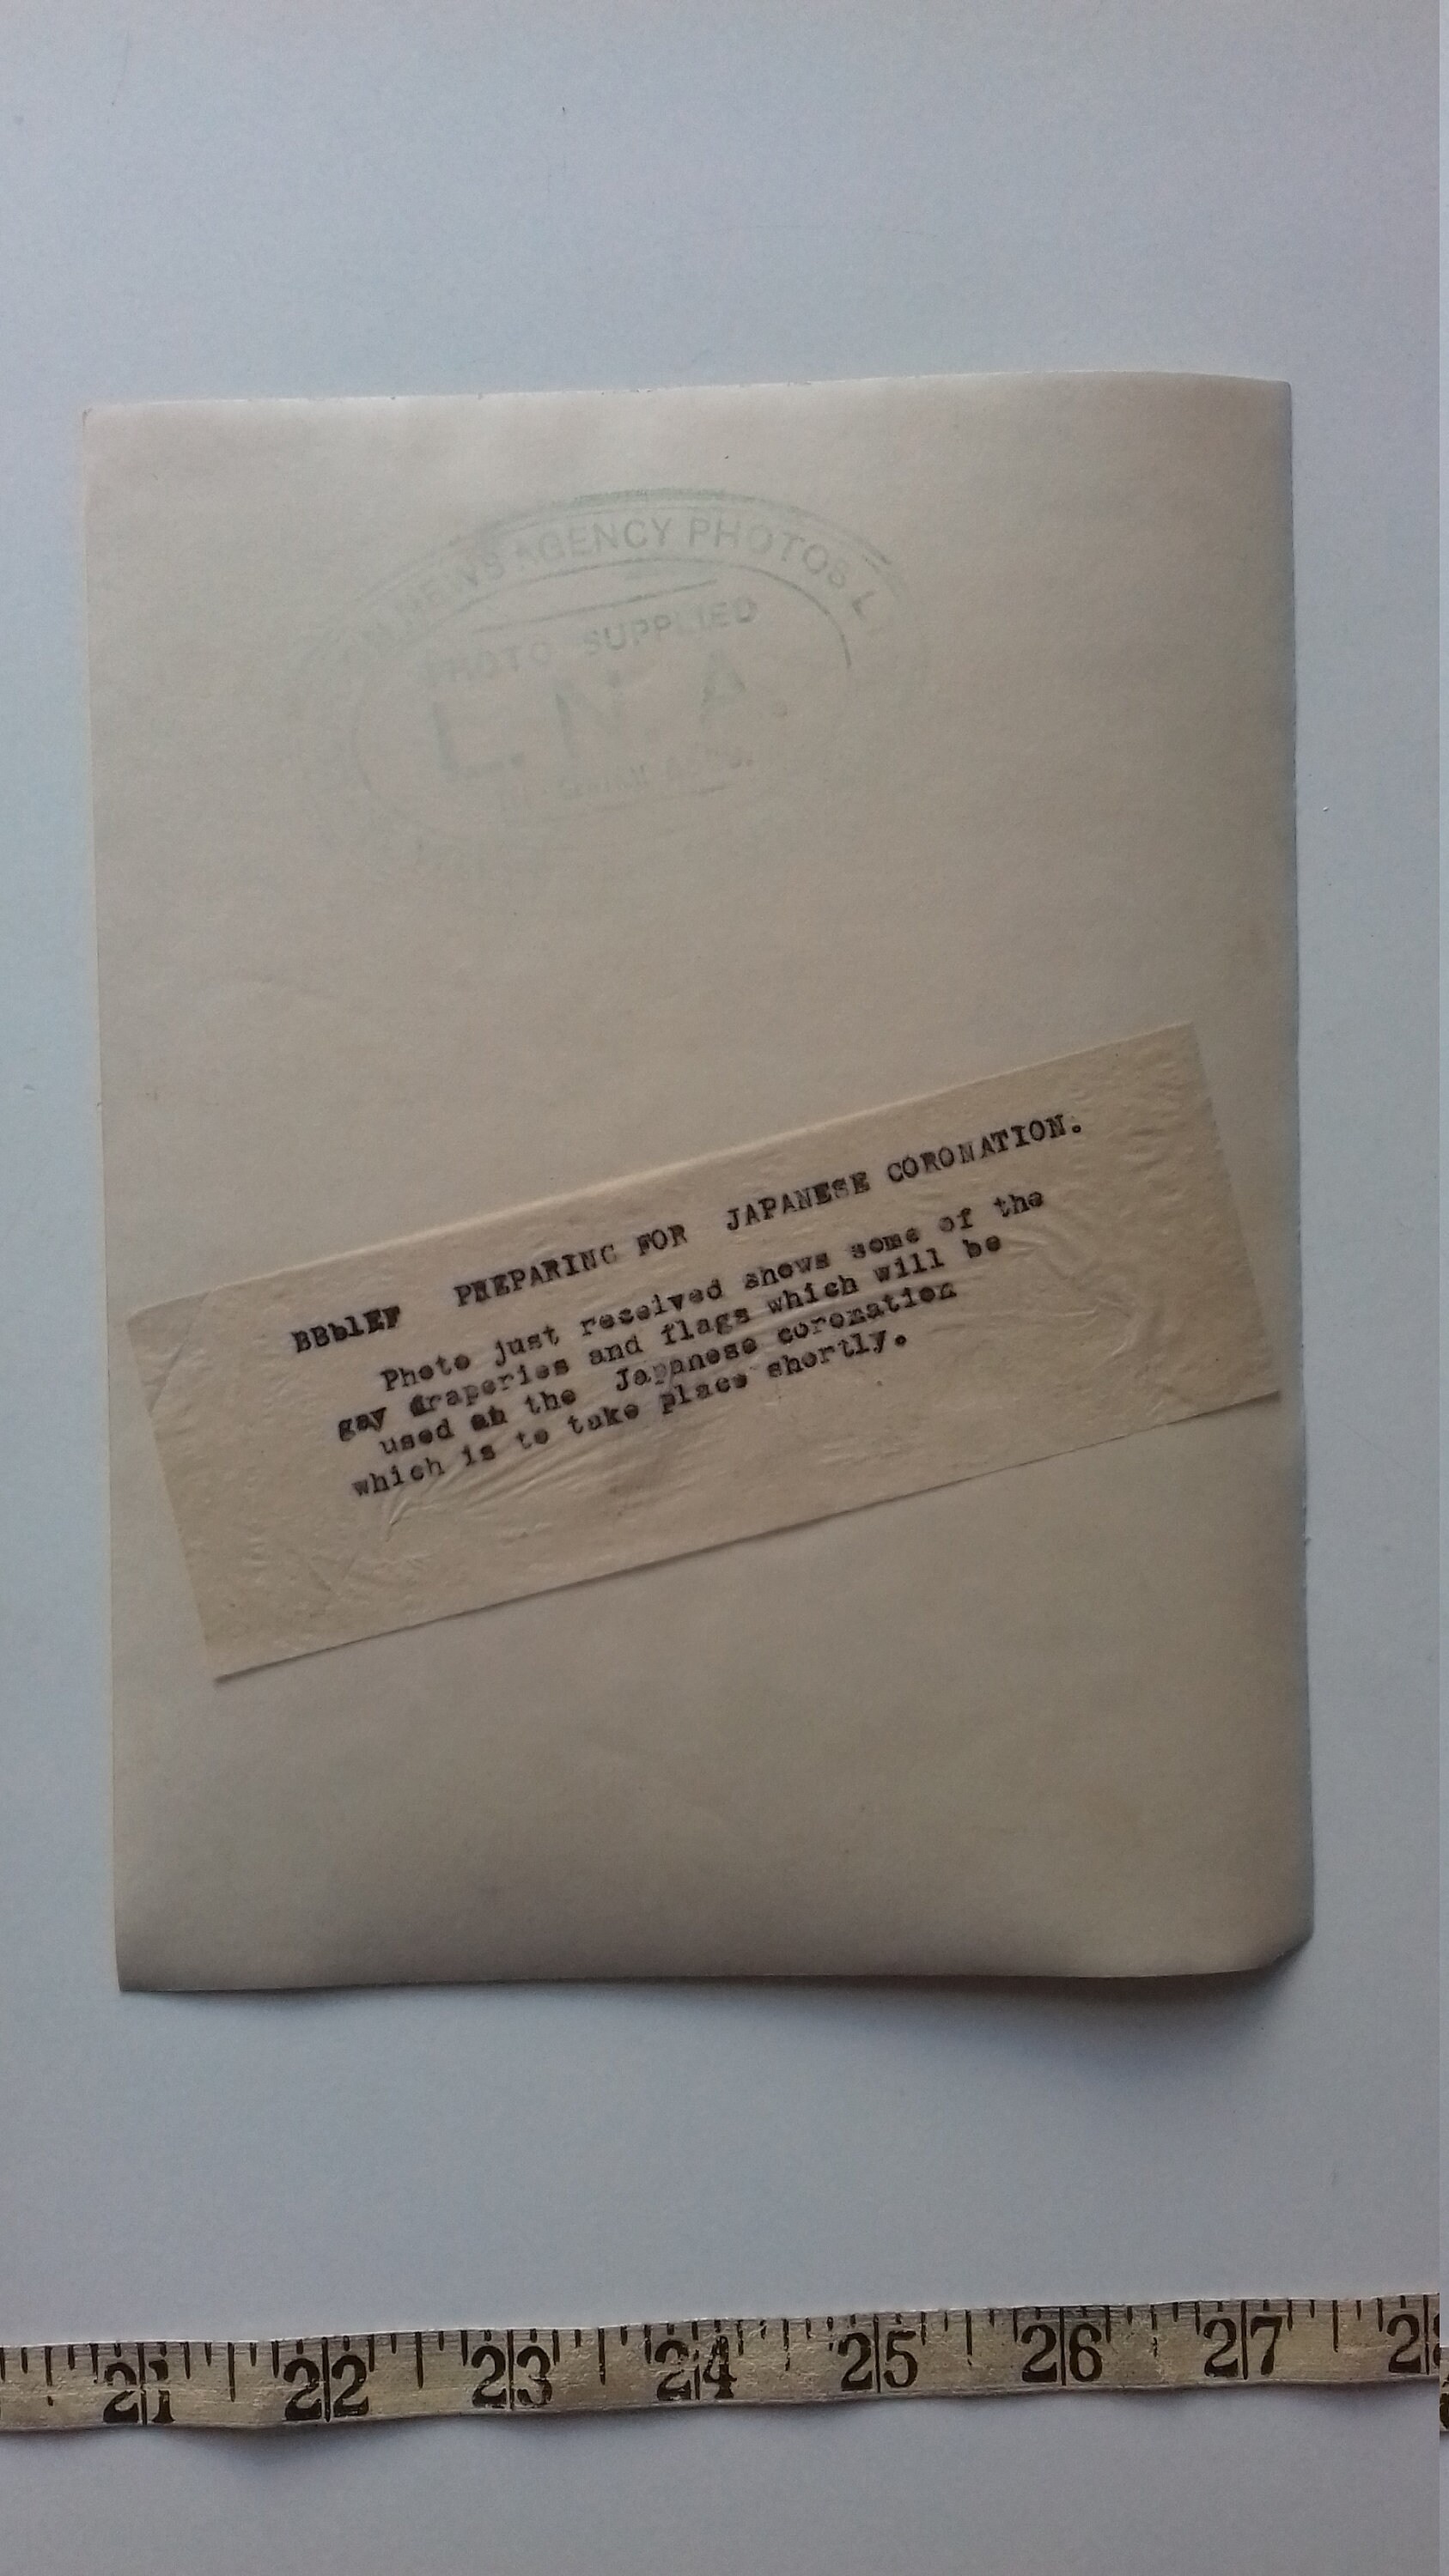 NEWS AGENCY PHOTOS L
PHOTO SUPPLIED
L. N. A.
BBblEF PREPARING FOR JAPANESE CORONATION.
Photo just received shows some of the
gay draperies and flags which will be
used ah the Japanese coronation
which is to take place shortly.
21 22 23 24 25 26 27 28